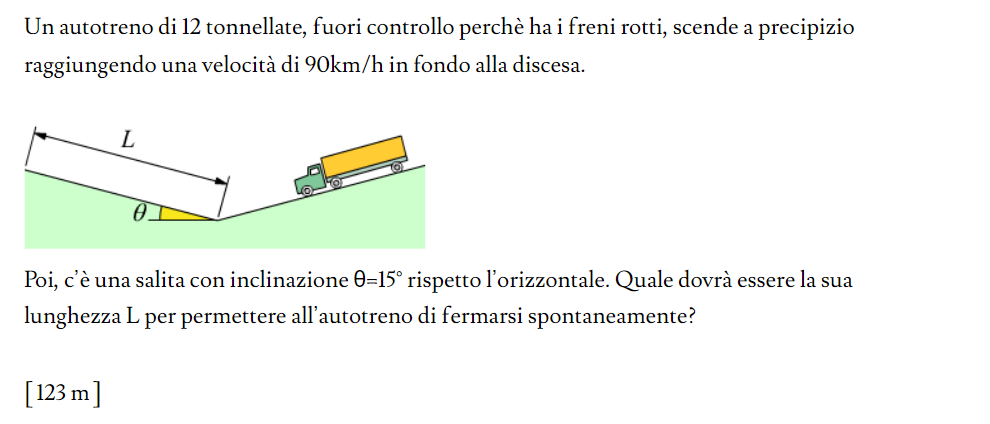 Un autotreno di 12 tonnellate, fuori controllo perchè ha i freni rotti, scende a precipizio
raggiungendo una velocità di 90km/h in fondo alla discesa.
L
θ
Poi, c'è una salita con inclinazione θ=15° rispetto l'orizzontale. Quale dovrà essere la sua
lunghezza L per permettere all'autotreno di fermarsi spontaneamente?
[ 123 m ]